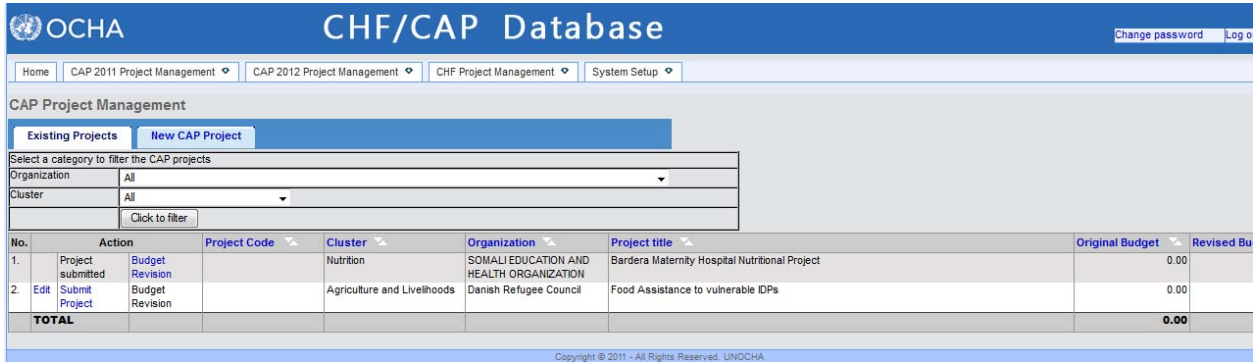 OCHA CHF/CAP Database
Change password Log o
Home CAP 2011 Project Management CAP 2012 Project Management CHF Project Management System Setup
CAP Project Management
Existing Projects New CAP Project
Select a category to filter the CAP projects
Organization All
Cluster All
Click to filter
No. Action Project Code Cluster Organization Project title Original Budget Revised Bu
1. Project Budget Nutrition SOMALI EDUCATION AND Bardera Maternity Hospital Nutritional Project 0.00
submitted Revision HEALTH ORGANIZATION
2. Edit Submit Budget Agriculture and Livelihoods Danish Refugee Council Food Assistance to vulnerable IDPs 0.00
Project Revision
TOTAL 0.00
Copyright © 2011 - All Rights Reserved. UNOCHA